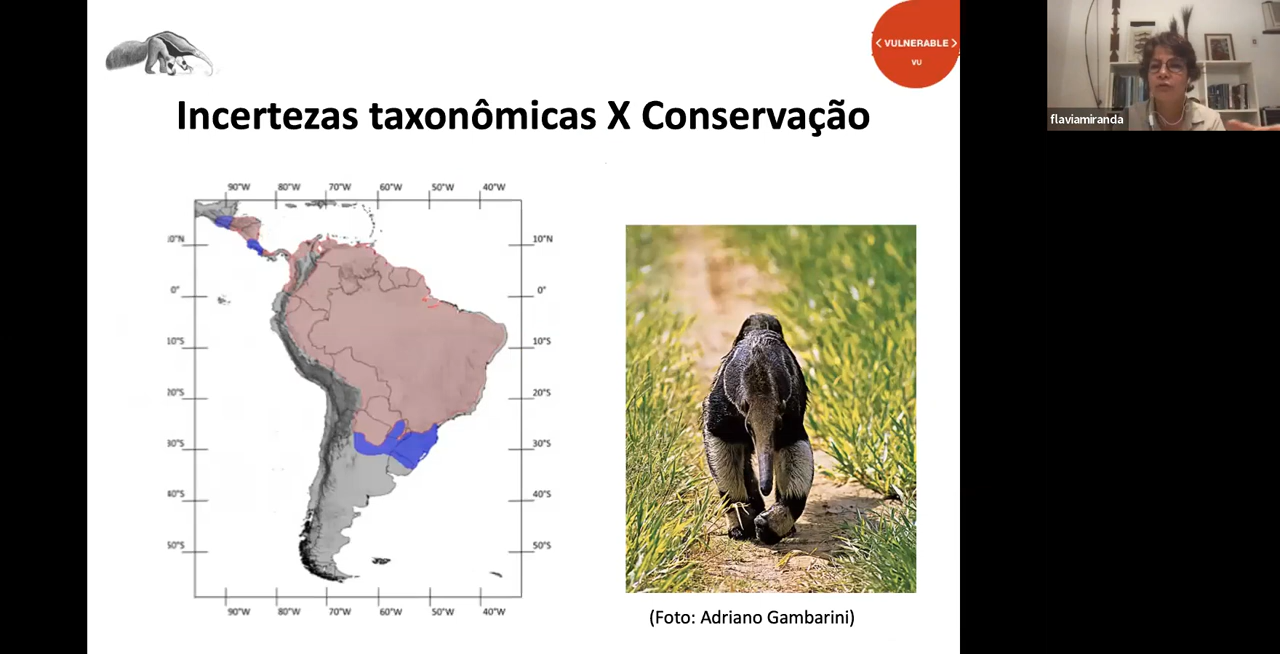 < VULNERABLE >
VU
flaviamiranda
Incertezas taxonômicas X Conservação
90°W 80°W 70°W 60°W 50°W 40°W
10°N 10°N
0° 0°
10°S 10°S
20°S 20°S
30°S 30°S
40°S 40°S
50°S 50°S
90°W 80°W 70°W 60°W 50°W 40°W
(Foto: Adriano Gambarini)